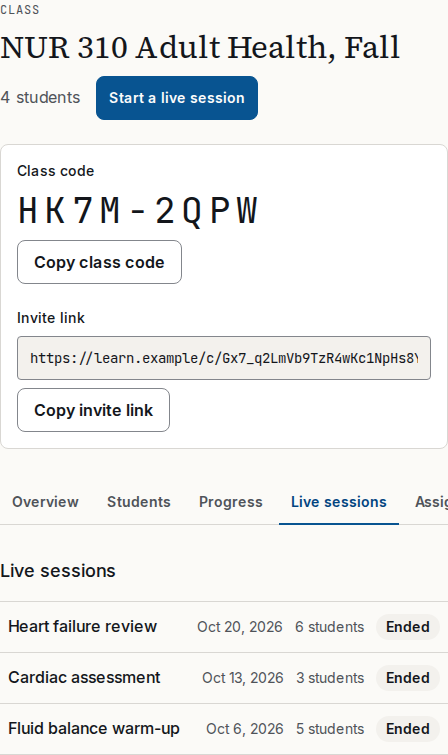 CLASS
NUR 310 Adult Health, Fall
4 students Start a live session
Class code
HK7M-2QPW
Copy class code
Invite link
https://learn.example/c/Gx7_q2LmVb9TzR4wKc1NpHs8
Copy invite link
Overview Students Progress Live sessions
Live sessions
Heart failure review Oct 20, 2026 6 students Ended
Cardiac assessment Oct 13, 2026 3 students Ended
Fluid balance warm-up Oct 6, 2026 5 students Ended